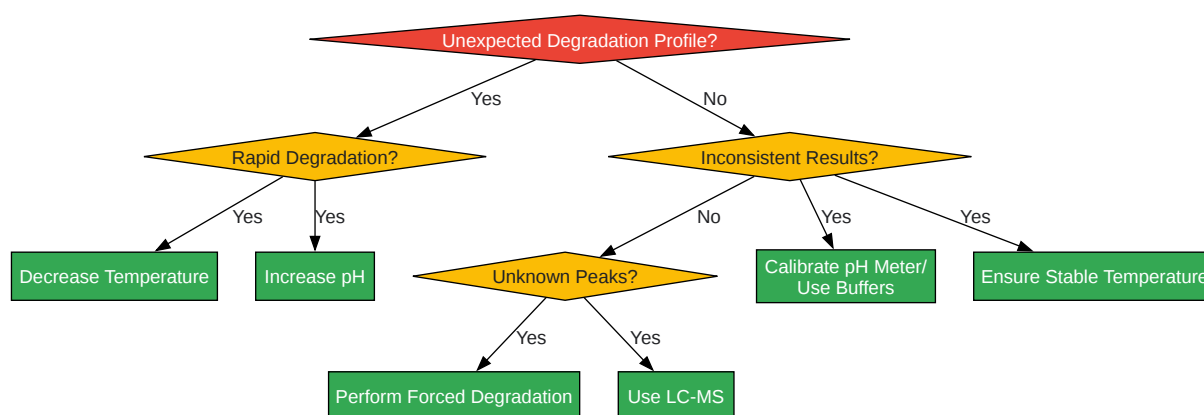 Unexpected Degradation Profile?
Yes
No
Rapid Degradation?
Inconsistent Results?
Yes
Yes
No
Yes
Yes
Decrease Temperature
Increase pH
Unknown Peaks?
Calibrate pH Meter/
Use Buffers
Ensure Stable Temperature
Yes
Yes
Perform Forced Degradation
Use LC-MS